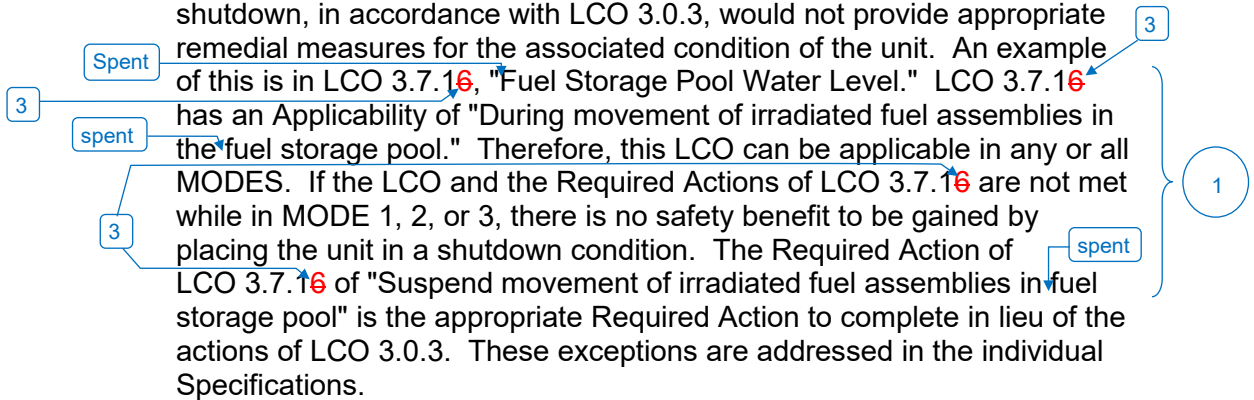 shutdown, in accordance with LCO 3.0.3, would not provide appropriate
3
remedial measures for the associated condition of the unit.  An example
Spent
of this is in LCO 3.7.16, "Fuel Storage Pool Water Level."  LCO 3.7.16
3
has an Applicability of "During movement of irradiated fuel assemblies in
spent
the fuel storage pool."  Therefore, this LCO can be applicable in any or all
MODES.  If the LCO and the Required Actions of LCO 3.7.16 are not met
1
while in MODE 1, 2, or 3, there is no safety benefit to be gained by
3
placing the unit in a shutdown condition.  The Required Action of
spent
LCO 3.7.16 of "Suspend movement of irradiated fuel assemblies in fuel
storage pool" is the appropriate Required Action to complete in lieu of the
actions of LCO 3.0.3.  These exceptions are addressed in the individual
Specifications.